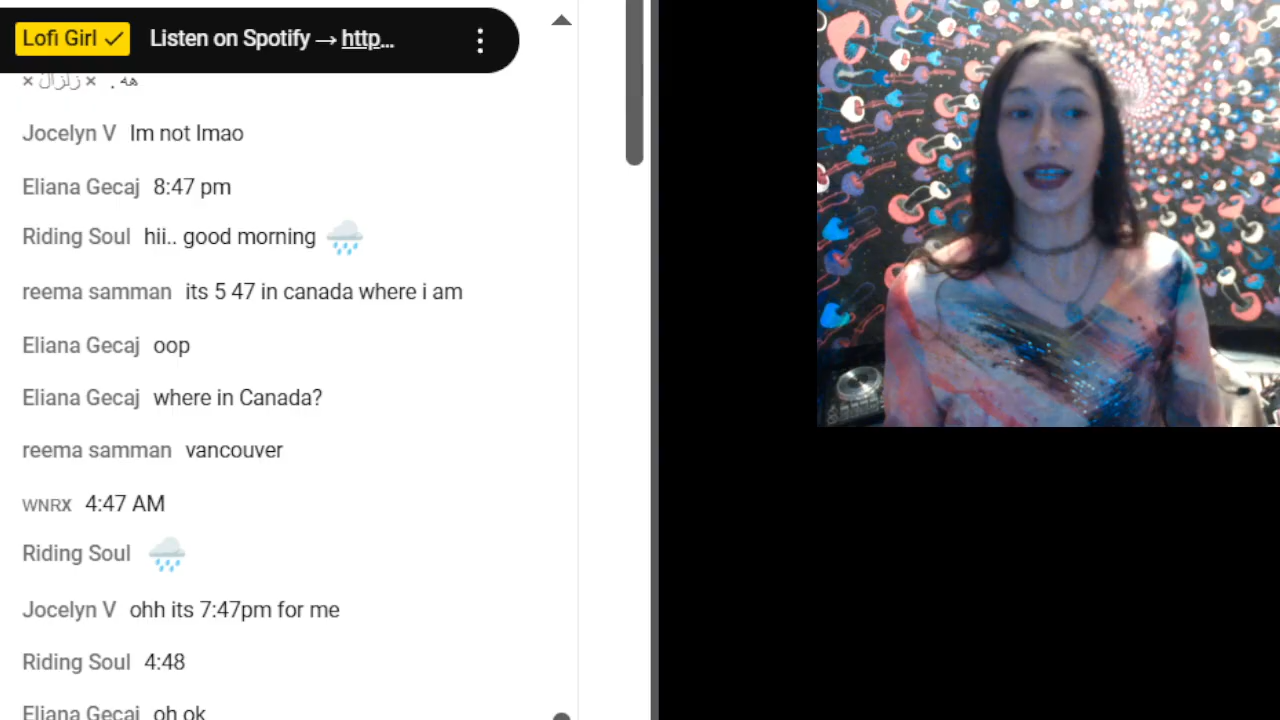 Lofi Girl ✓ Listen on Spotify → http...
× زلزال × . هه
Jocelyn V Im not lmao
Eliana Gecaj 8:47 pm
Riding Soul hii.. good morning 🌧️
reema samman its 5 47 in canada where i am
Eliana Gecaj oop
Eliana Gecaj where in Canada?
reema samman vancouver
WNRX 4:47 AM
Riding Soul 🌧️
Jocelyn V ohh its 7:47pm for me
Riding Soul 4:48
Eliana Gecaj oh ok